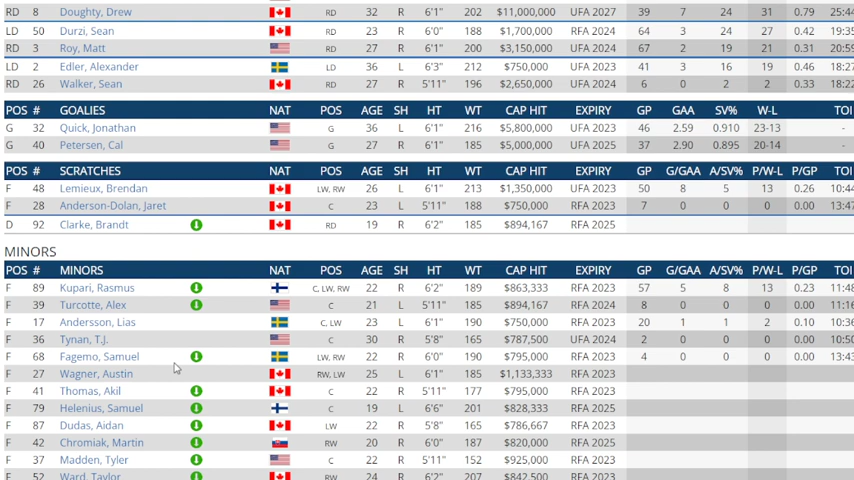 RD 8 Doughty, Drew RD 32 R 6'1" 202 $11,000,000 UFA 2027 39 7 24 31 0.79 25:44
LD 50 Durzi, Sean RD 23 R 6'0" 188 $1,700,000 RFA 2024 64 3 24 27 0.42 19:35
RD 3 Roy, Matt RD 27 R 6'1" 200 $3,150,000 UFA 2024 67 2 19 21 0.31 20:59
LD 2 Edler, Alexander LD 36 L 6'3" 212 $750,000 UFA 2023 41 3 16 19 0.46 18:27
RD 26 Walker, Sean RD 27 R 5'11" 196 $2,650,000 UFA 2024 6 0 2 2 0.33 18:22
POS # GOALIES NAT POS AGE SH HT WT CAP HIT EXPIRY GP GAA SV% W-L TOI
G 32 Quick, Jonathan G 36 L 6'1" 216 $5,800,000 UFA 2023 46 2.59 0.910 23-13 -
G 40 Petersen, Cal G 27 R 6'1" 185 $5,000,000 UFA 2025 37 2.90 0.895 20-14 -
POS # SCRATCHES NAT POS AGE SH HT WT CAP HIT EXPIRY GP G/GAA A/SV% P/W-L P/GP TOI
F 48 Lemieux, Brendan LW, RW 26 L 6'1" 213 $1,350,000 UFA 2023 50 8 5 13 0.26 10:44
F 28 Anderson-Dolan, Jaret C 23 L 5'11" 188 $750,000 RFA 2023 7 0 0 0 0.00 13:47
D 92 Clarke, Brandt RD 19 R 6'2" 185 $894,167 RFA 2025
MINORS
POS # MINORS NAT POS AGE SH HT WT CAP HIT EXPIRY GP G/GAA A/SV% P/W-L P/GP TOI
F 89 Kupari, Rasmus C, LW, RW 22 R 6'2" 189 $863,333 RFA 2023 57 5 8 13 0.23 11:48
F 39 Turcotte, Alex C 21 L 5'11" 185 $894,167 RFA 2024 8 0 0 0 0.00 11:16
F 17 Andersson, Lias C, LW 23 L 6'1" 190 $750,000 RFA 2023 20 1 1 2 0.10 10:36
F 36 Tynan, T.J. C 30 R 5'8" 165 $787,500 UFA 2024 2 0 0 0 0.00 10:50
F 68 Fagemo, Samuel LW, RW 22 R 6'0" 190 $795,000 RFA 2023 4 0 0 0 0.00 13:43
F 27 Wagner, Austin RW, LW 25 L 6'1" 185 $1,133,333 RFA 2023
F 41 Thomas, Akil C 22 R 5'11" 177 $795,000 RFA 2023
F 79 Helenius, Samuel C 19 L 6'6" 201 $828,333 RFA 2025
F 87 Dudas, Aidan LW 22 R 5'8" 165 $786,667 RFA 2023
F 42 Chromiak, Martin RW 20 R 6'0" 187 $820,000 RFA 2025
F 37 Madden, Tyler C 22 R 5'11" 152 $925,000 RFA 2023
F 52 Ward, Taylor RW 24 R 6'2" 207 $842,500 RFA 2023